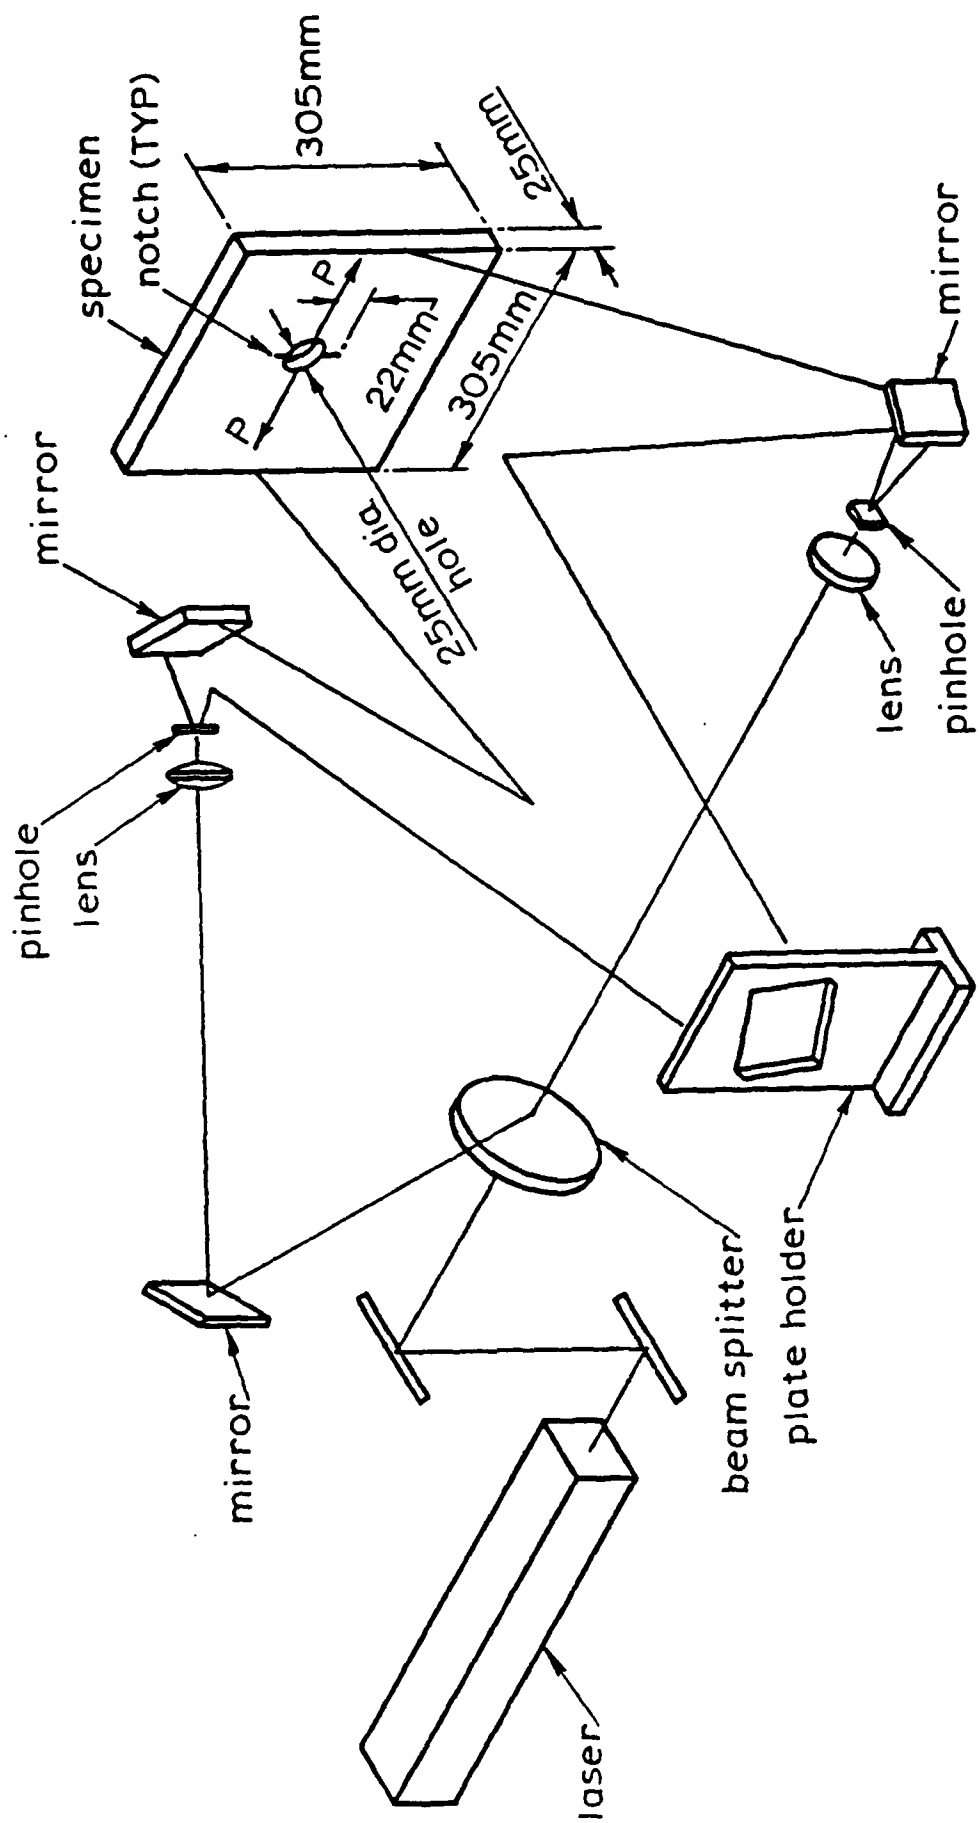 specimen
notch (TYP)
305mm
mirror
P
P
25mm
pinhole
lens
22mm
305mm
25mm dia.
hole
mirror
mirror
lens
pinhole
beam splitter
plate holder
laser